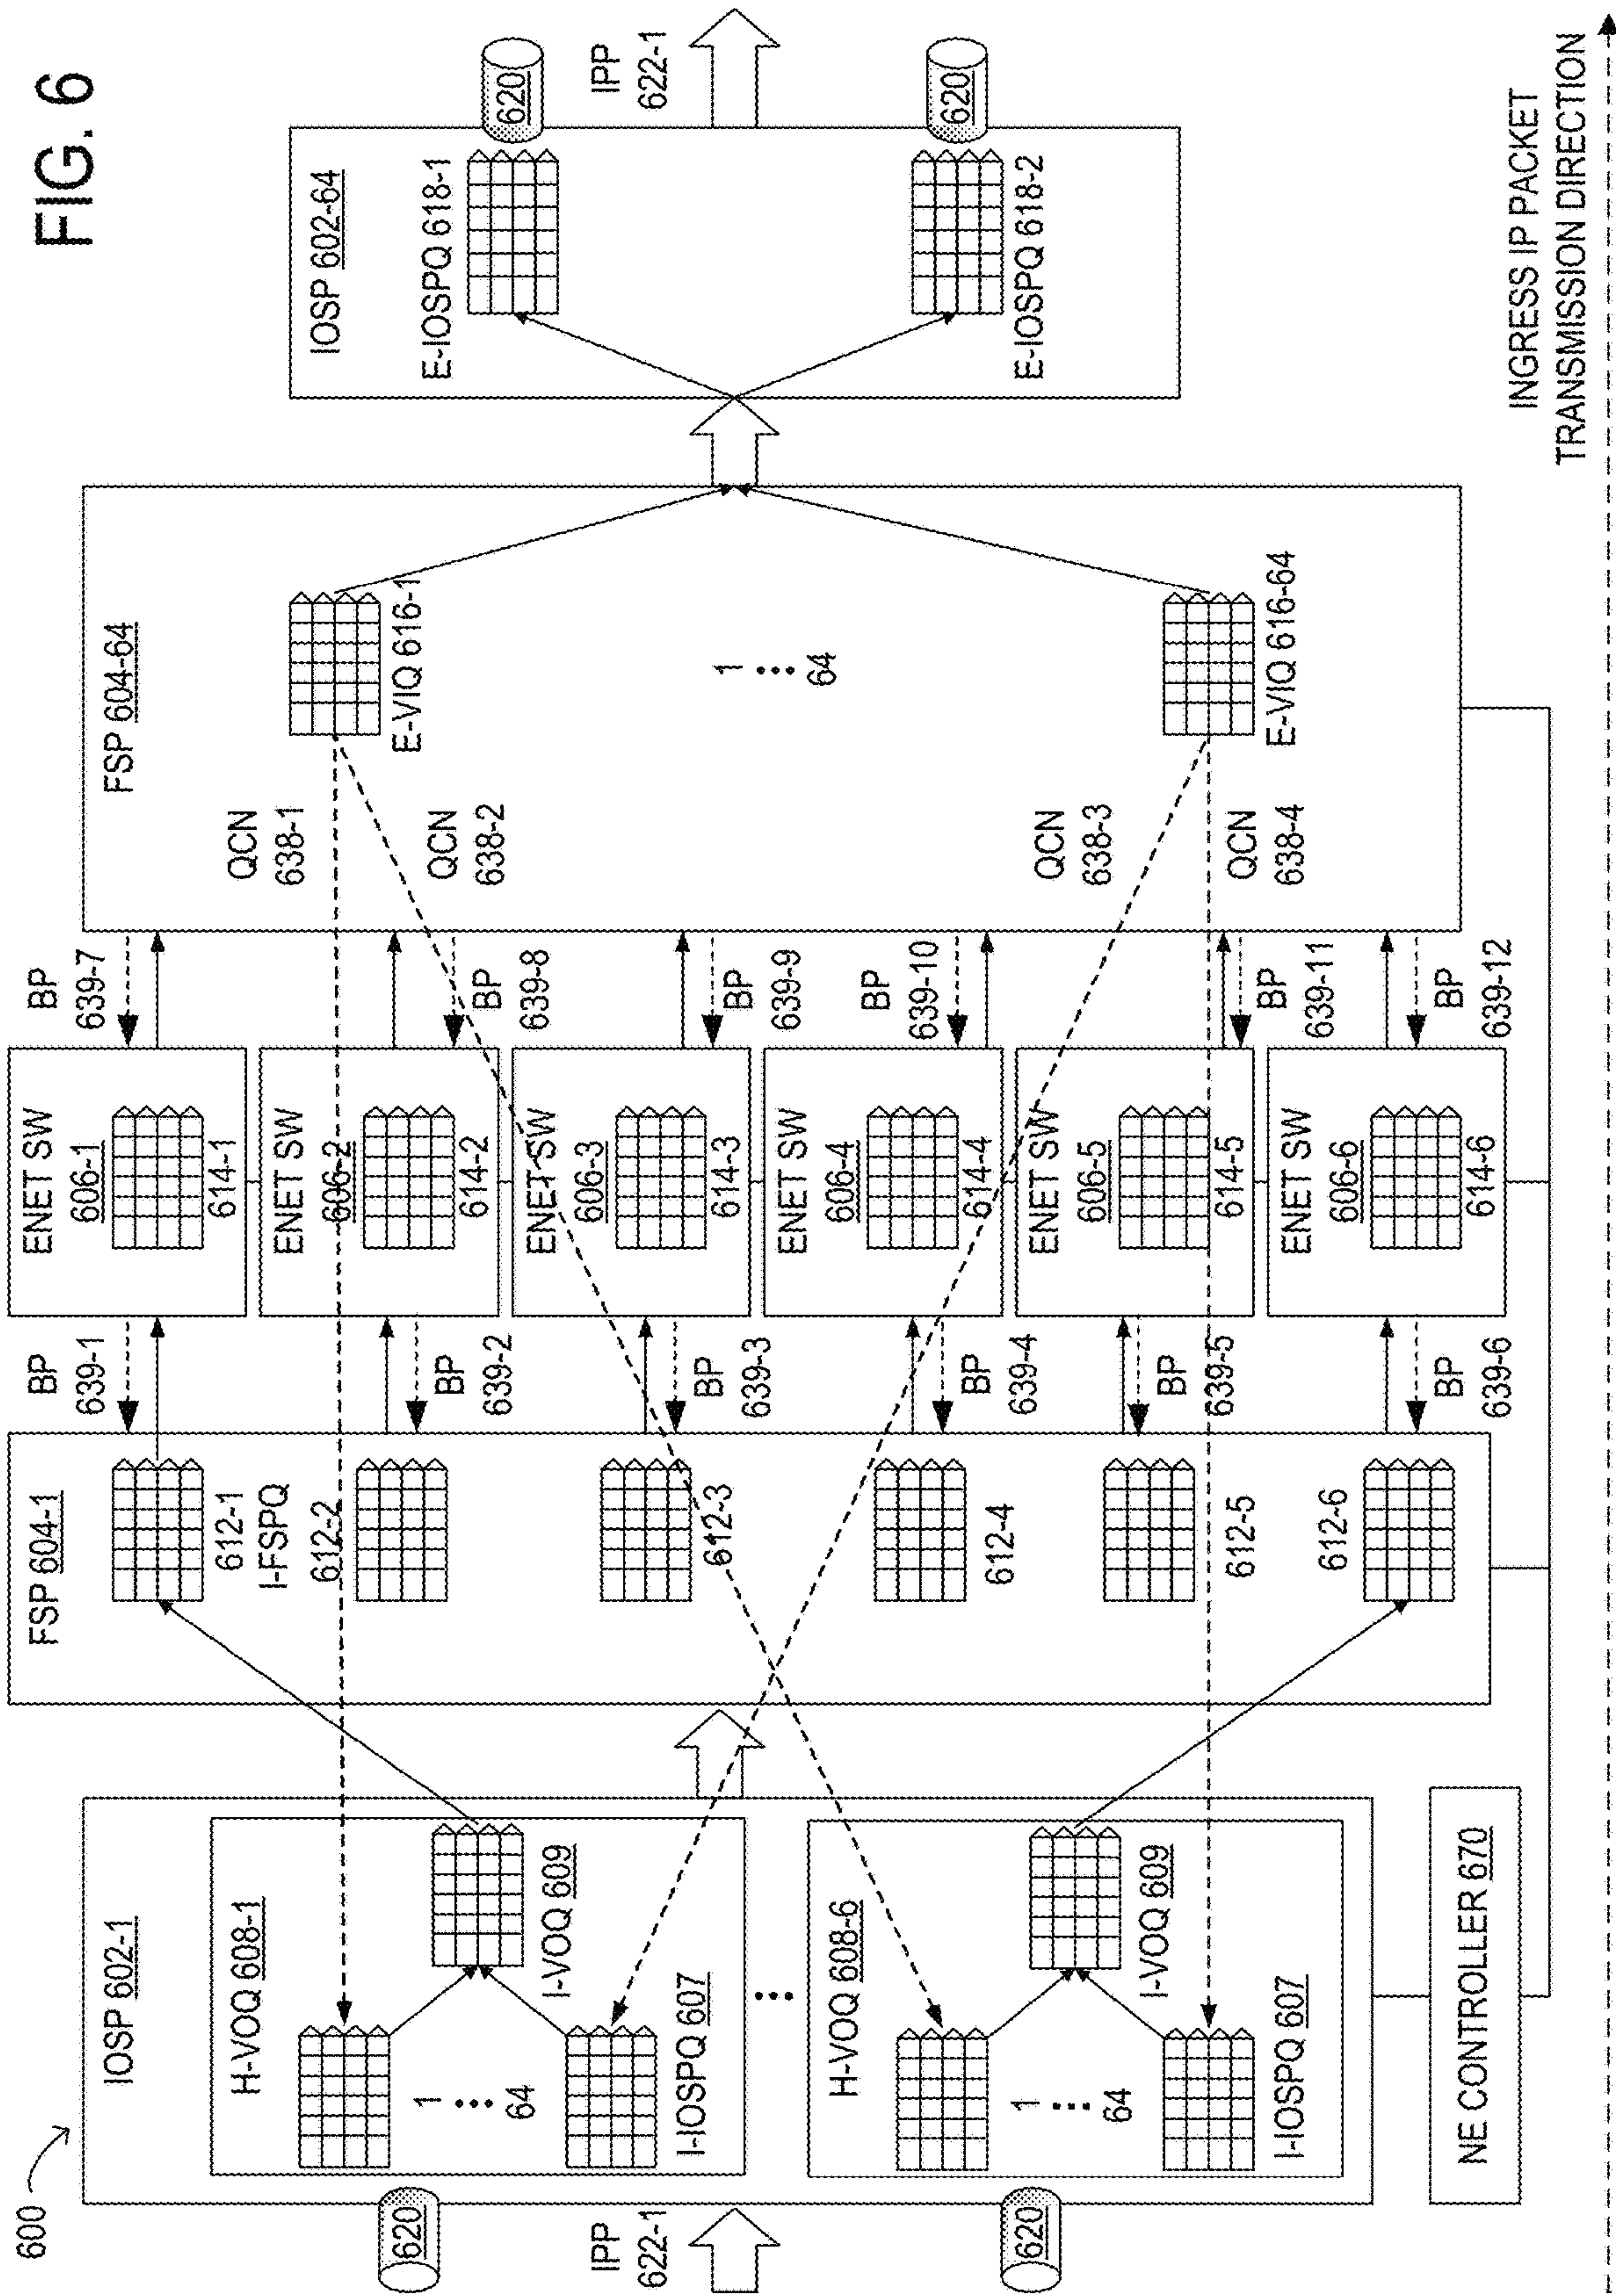 FIG. 6
600
IOSP 602-1
H-VOQ 608-1
1
64
I-IOSPQ 607
I-VOQ 609
H-VOQ 608-6
1
64
I-IOSPQ 607
I-VOQ 609
620
IPP
622-1
620
NE CONTROLLER 670
FSP 604-1
612-1
I-FSPQ
612-2
612-3
612-4
612-5
612-6
BP
639-1
BP
639-2
BP
639-3
BP
639-4
BP
639-5
BP
639-6
ENET SW
606-1
614-1
ENET SW
606-2
614-2
ENET SW
606-3
614-3
ENET SW
606-4
614-4
ENET SW
606-5
614-5
ENET SW
606-6
614-6
BP
639-7
BP
639-8
BP
639-9
BP
639-10
BP
639-11
BP
639-12
FSP 604-64
QCN
638-1
QCN
638-2
QCN
638-3
QCN
638-4
E-VIQ 616-1
1
64
E-VIQ 616-64
IOSP 602-64
E-IOSPQ 618-1
E-IOSPQ 618-2
620
IPP
622-1
620
INGRESS IP PACKET
TRANSMISSION DIRECTION